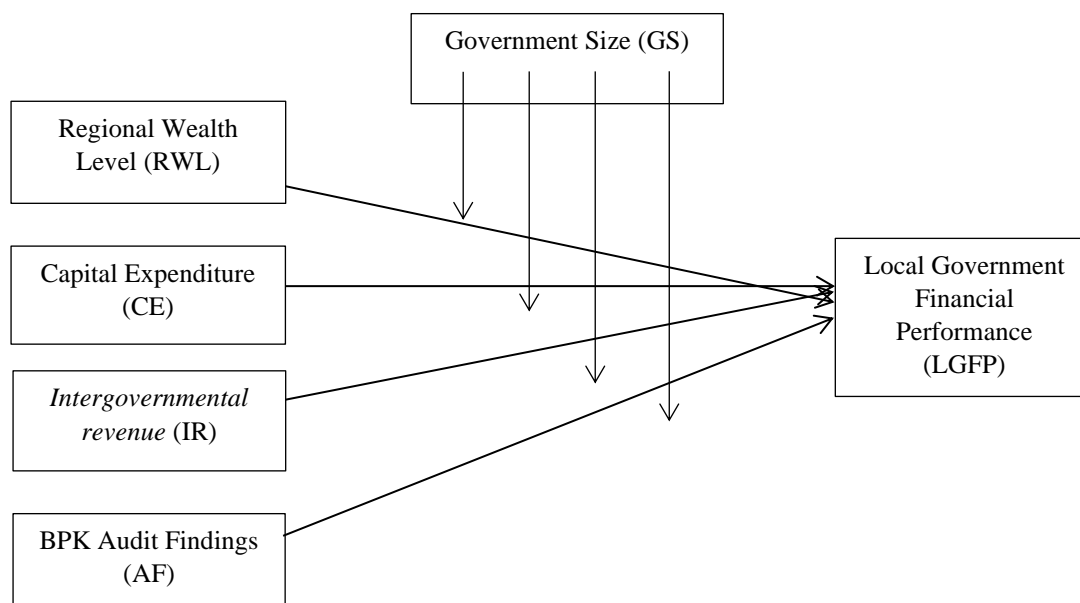 Government Size (GS)
Regional Wealth
Level (RWL)
Capital Expenditure
(CE)
Local Government
Financial
Performance
(LGFP)
Intergovernmental
revenue (IR)
BPK Audit Findings
(AF)